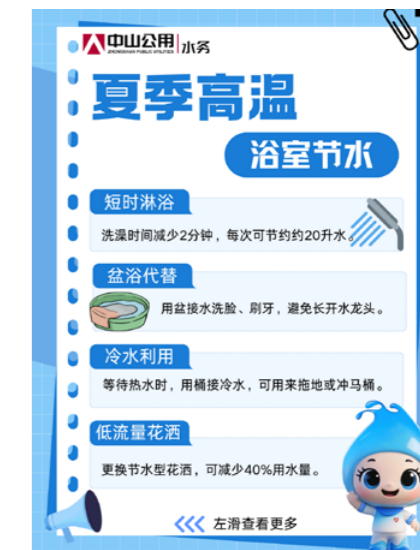 中山公用 水务
ZHONGSHAN PUBLIC UTILITIES
夏季高温
浴室节水
短时淋浴
洗澡时间减少2分钟，每次可节约约20升水。
盆浴代替
用盆接水洗脸、刷牙，避免长开水龙头。
冷水利用
等待热水时，用桶接冷水，可用来拖地或冲马桶。
低流量花洒
更换节水型花洒，可减少40%用水量。
左滑查看更多